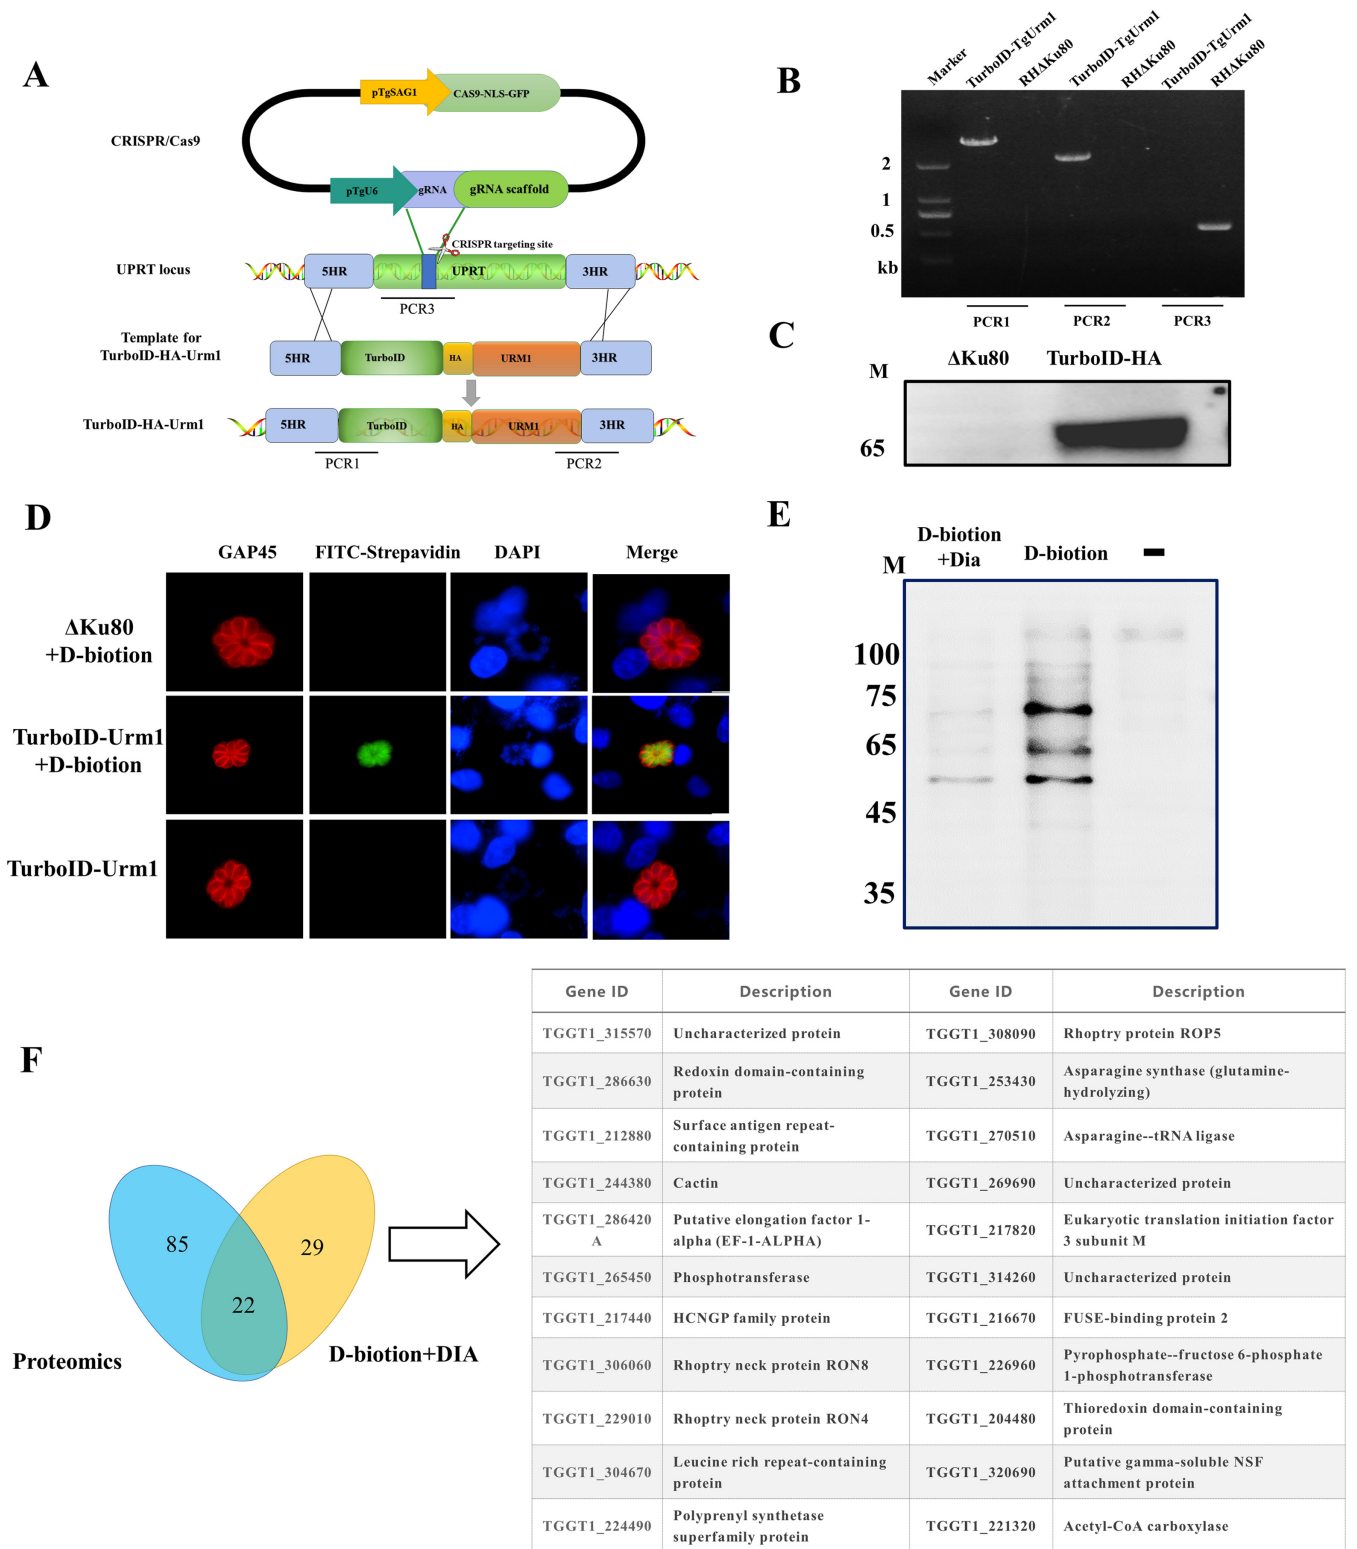 A
pTgSAG1
CAS9-NLS-GFP
CRISPR/Cas9
pTgU6
gRNA
gRNA scaffold
CRISPR targeting site
UPRT locus
5HR
UPRT
3HR
PCR3
Template for
TurboID-HA-Urm1
5HR
TurboID
HA
URM1
3HR
TurboID-HA-Urm1
5HR
TurboID
HA
URM1
3HR
PCR1
PCR2
B
Marker
TurboID-TgUrm1
RHΔKu80
TurboID-TgUrm1
RHΔKu80
TurboID-TgUrm1
RHΔKu80
2
1
0.5
kb
PCR1
PCR2
PCR3
C
M
ΔKu80
TurboID-HA
65
D
GAP45
FITC-Strepavidin
DAPI
Merge
ΔKu80
+D-biotion
TurboID-Urm1
+D-biotion
TurboID-Urm1
E
M
D-biotion
+Dia
D-biotion
-
100
75
65
45
35
F
85
22
29
Proteomics
D-biotion+DIA
Gene ID Description Gene ID Description
TGGT1_315570 Uncharacterized protein TGGT1_308090 Rhoptry protein ROP5
TGGT1_286630 Redoxin domain-containing
protein
TGGT1_253430 Asparagine synthase (glutamine-
hydrolyzing)
TGGT1_212880 Surface antigen repeat-
containing protein
TGGT1_270510 Asparagine--tRNA ligase
TGGT1_244380 Cactin TGGT1_269690 Uncharacterized protein
TGGT1_286420
A
Putative elongation factor 1-
alpha (EF-1-ALPHA)
TGGT1_217820 Eukaryotic translation initiation factor
3 subunit M
TGGT1_265450 Phosphotransferase TGGT1_314260 Uncharacterized protein
TGGT1_217440 HCNGP family protein TGGT1_216670 FUSE-binding protein 2
TGGT1_306060 Rhoptry neck protein RON8 TGGT1_226960 Pyrophosphate--fructose 6-phosphate
1-phosphotransferase
TGGT1_229010 Rhoptry neck protein RON4 TGGT1_204480 Thioredoxin domain-containing
protein
TGGT1_304670 Leucine rich repeat-containing
protein
TGGT1_320690 Putative gamma-soluble NSF
attachment protein
TGGT1_224490 Polyprenyl synthetase
superfamily protein
TGGT1_221320 Acetyl-CoA carboxylase